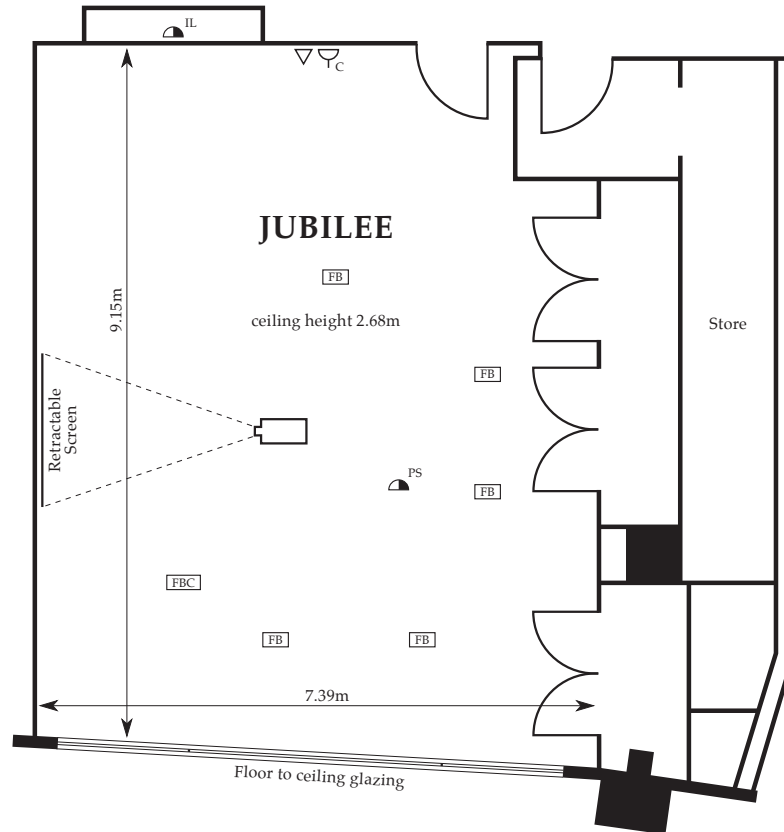 IL
C
JUBILEE
FB
9.15m
ceiling height 2.68m
Store
FB
Retractable
Screen
PS
FB
FBC
FB
FB
7.39m
Floor to ceiling glazing